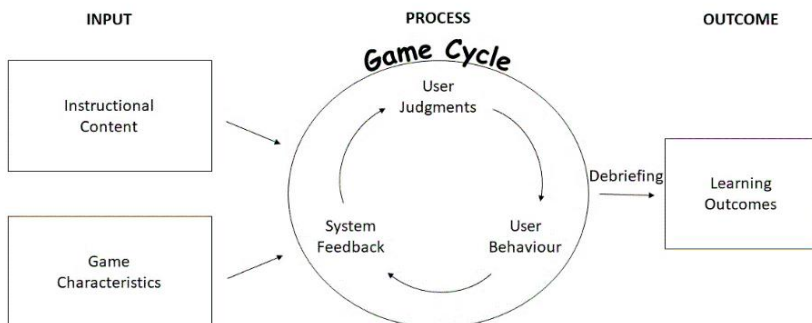 INPUT
PROCESS
OUTCOME
Game Cycle
Instructional
Content
Game
Characteristics
User
Judgments
User
Behaviour
System
Feedback
Debriefing
Learning
Outcomes